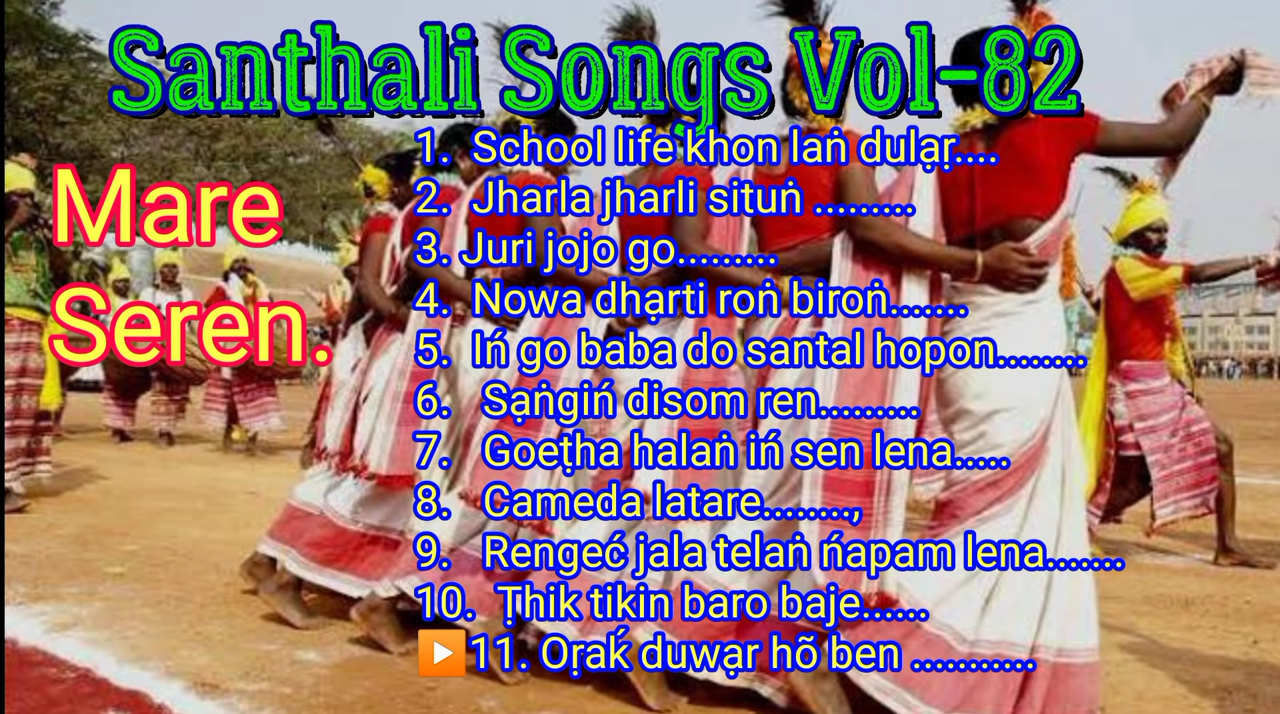 Santhali Songs Vol-82
Mare
Seren.
1. School life khon laṅ dulạṛ....
2. Jharla jharli situṅ .........
3. Juri jojo go.........
4. Nowa dhạrti roṅ biroṅ.......
5. Iń go baba do santal hopon........
6. Sạṅgiń disom ren.........
7. Goeṭha halaṅ iń sen lena.....
8. Cameda latare........,
9. Rengeć jala telaṅ ńapam lena.......
10. Ṭhik tikin baro baje......
▶️11. Oṛaḱ duwạr hõ ben ...........